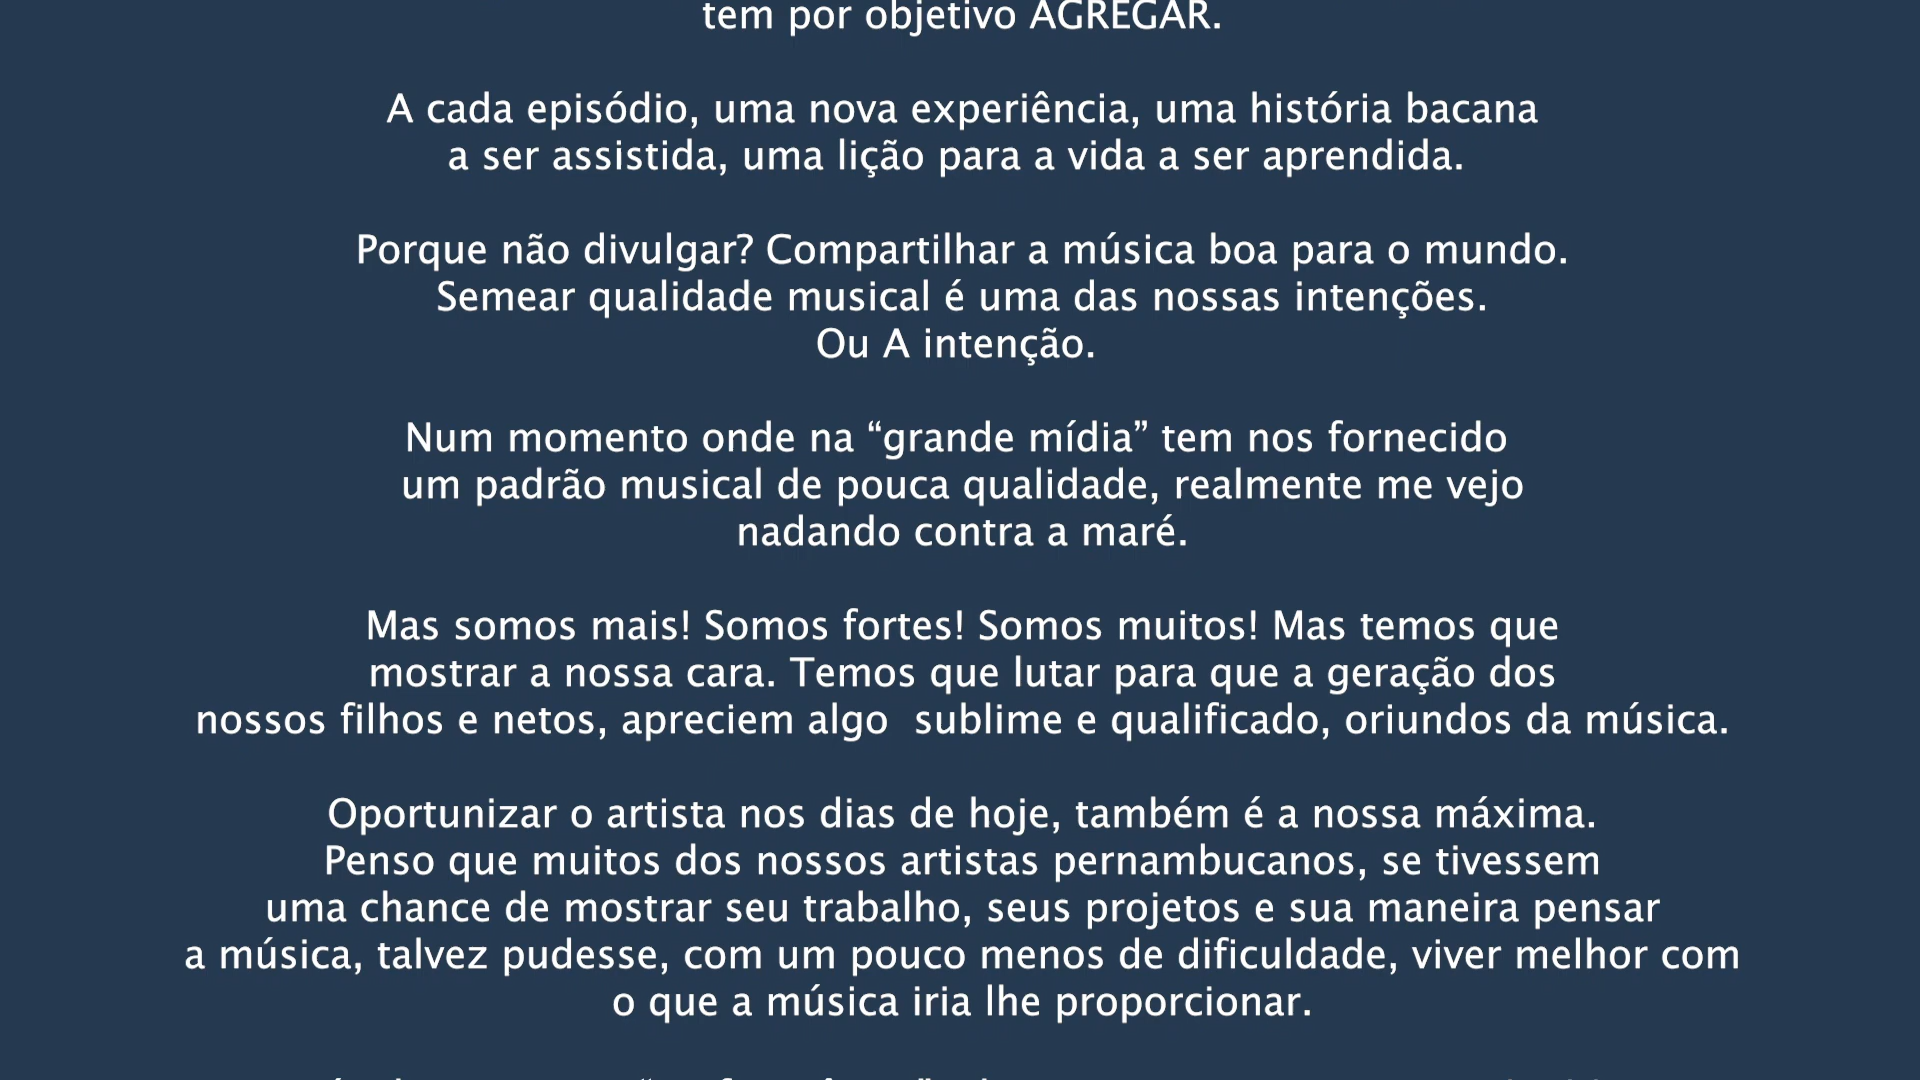 tem por objetivo AGREGAR.
A cada episódio, uma nova experiência, uma história bacana
a ser assistida, uma lição para a vida a ser aprendida.
Porque não divulgar? Compartilhar a música boa para o mundo.
Semear qualidade musical é uma das nossas intenções.
Ou A intenção.
Num momento onde na “grande mídia” tem nos fornecido
um padrão musical de pouca qualidade, realmente me vejo
nadando contra a maré.
Mas somos mais! Somos fortes! Somos muitos! Mas temos que
mostrar a nossa cara. Temos que lutar para que a geração dos
nossos filhos e netos, apreciem algo  sublime e qualificado, oriundos da música.
Oportunizar o artista nos dias de hoje, também é a nossa máxima.
Penso que muitos dos nossos artistas pernambucanos, se tivessem
uma chance de mostrar seu trabalho, seus projetos e sua maneira pensar
a música, talvez pudesse, com um pouco menos de dificuldade, viver melhor com
o que a música iria lhe proporcionar.